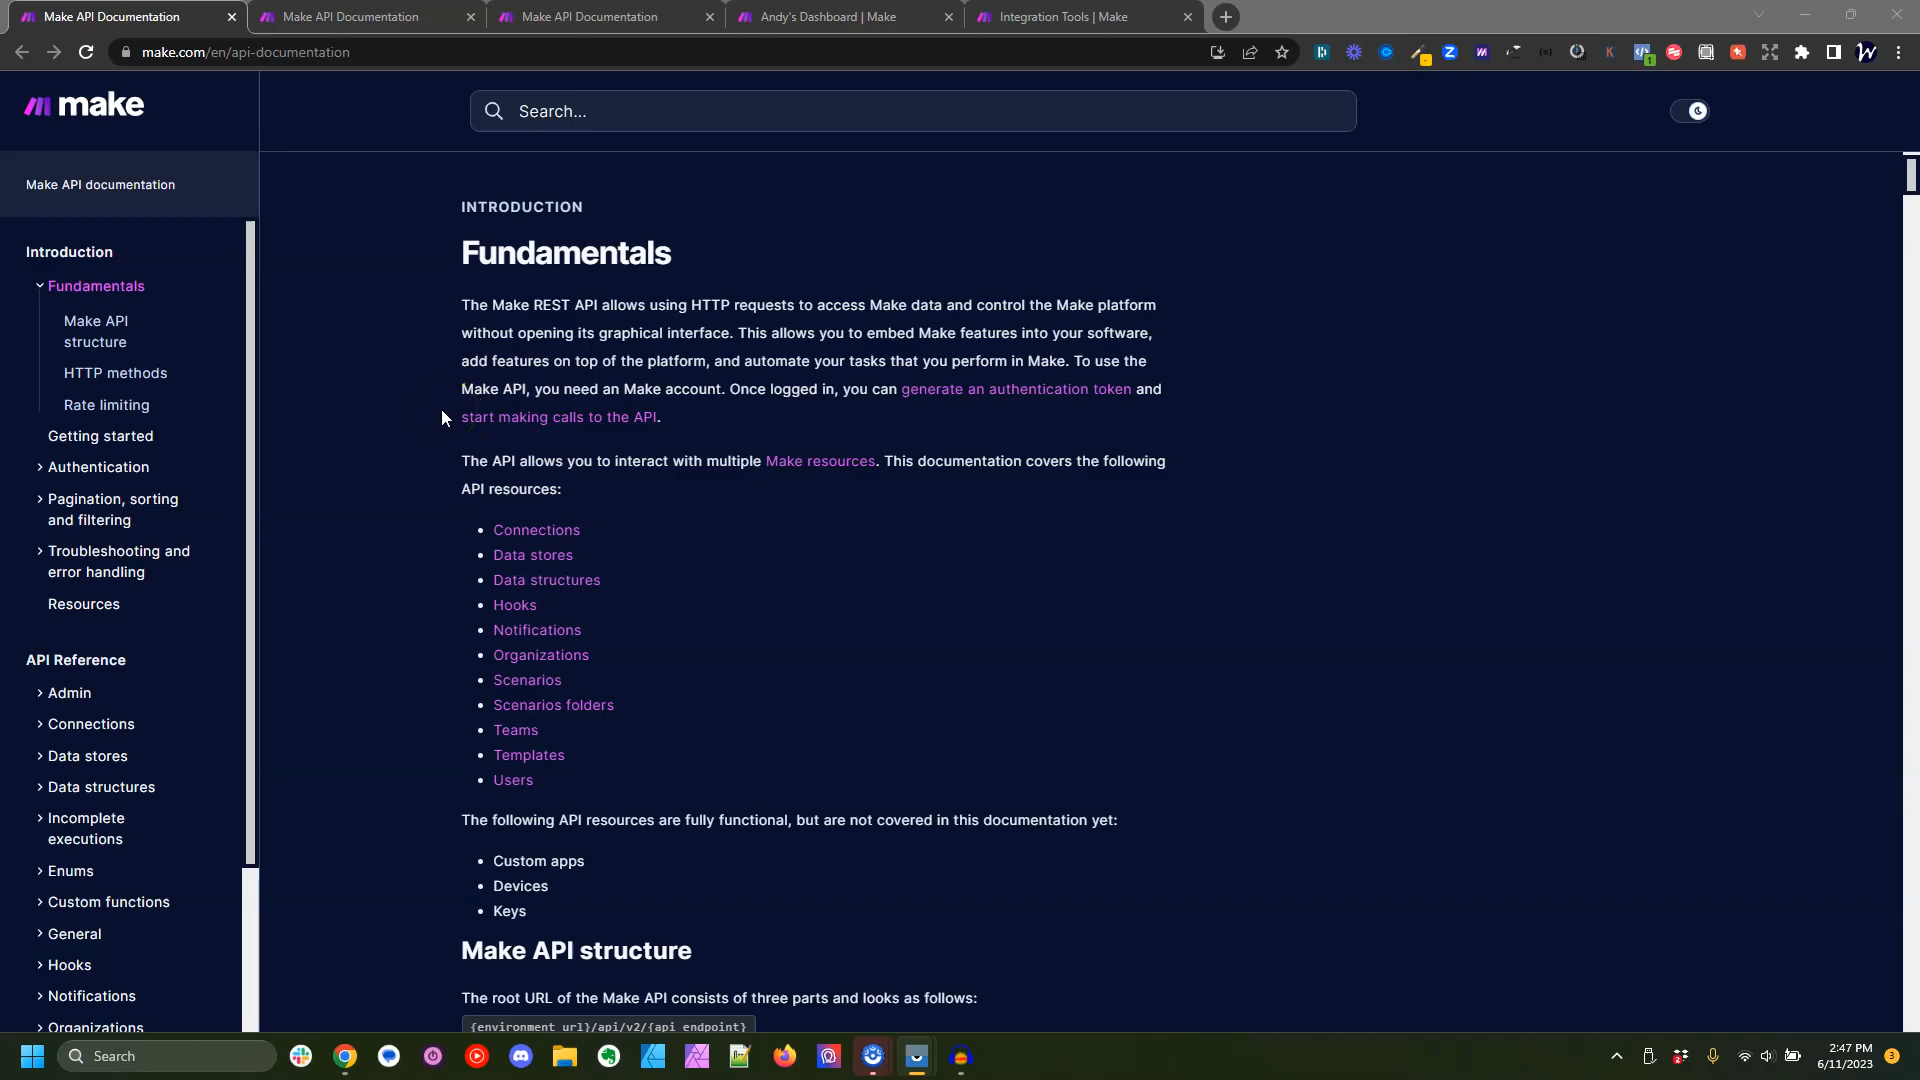 Make API Documentation
Make API Documentation
Make API Documentation
Andy's Dashboard | Make
Integration Tools | Make
make.com/en/api-documentation
make
Search...
Make API documentation
Introduction
Fundamentals
Make API
structure
HTTP methods
Rate limiting
Getting started
Authentication
Pagination, sorting
and filtering
Troubleshooting and
error handling
Resources
API Reference
Admin
Connections
Data stores
Data structures
Incomplete
executions
Enums
Custom functions
General
Hooks
Notifications
Organizations
INTRODUCTION
Fundamentals
The Make REST API allows using HTTP requests to access Make data and control the Make platform
without opening its graphical interface. This allows you to embed Make features into your software,
add features on top of the platform, and automate your tasks that you perform in Make. To use the
Make API, you need an Make account. Once logged in, you can generate an authentication token and
start making calls to the API.
The API allows you to interact with multiple Make resources. This documentation covers the following
API resources:
• Connections
• Data stores
• Data structures
• Hooks
• Notifications
• Organizations
• Scenarios
• Scenarios folders
• Teams
• Templates
• Users
The following API resources are fully functional, but are not covered in this documentation yet:
• Custom apps
• Devices
• Keys
Make API structure
The root URL of the Make API consists of three parts and looks as follows:
{environment url}/api/v2/{api endpoint}
Search
2:47 PM
6/11/2023
3